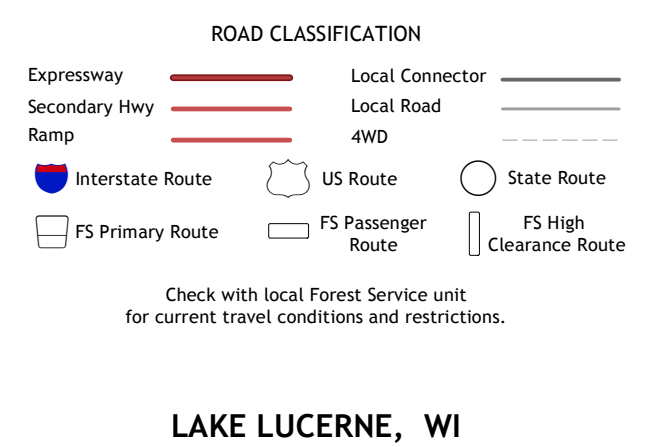 ROAD CLASSIFICATION
Expressway
Local Connector
Secondary Hwy
Local Road
Ramp
4WD
Interstate Route
US Route
State Route
FS Primary Route
FS Passenger
Route
FS High
Clearance Route
Check with local Forest Service unit
for current travel conditions and restrictions.
LAKE LUCERNE, WI